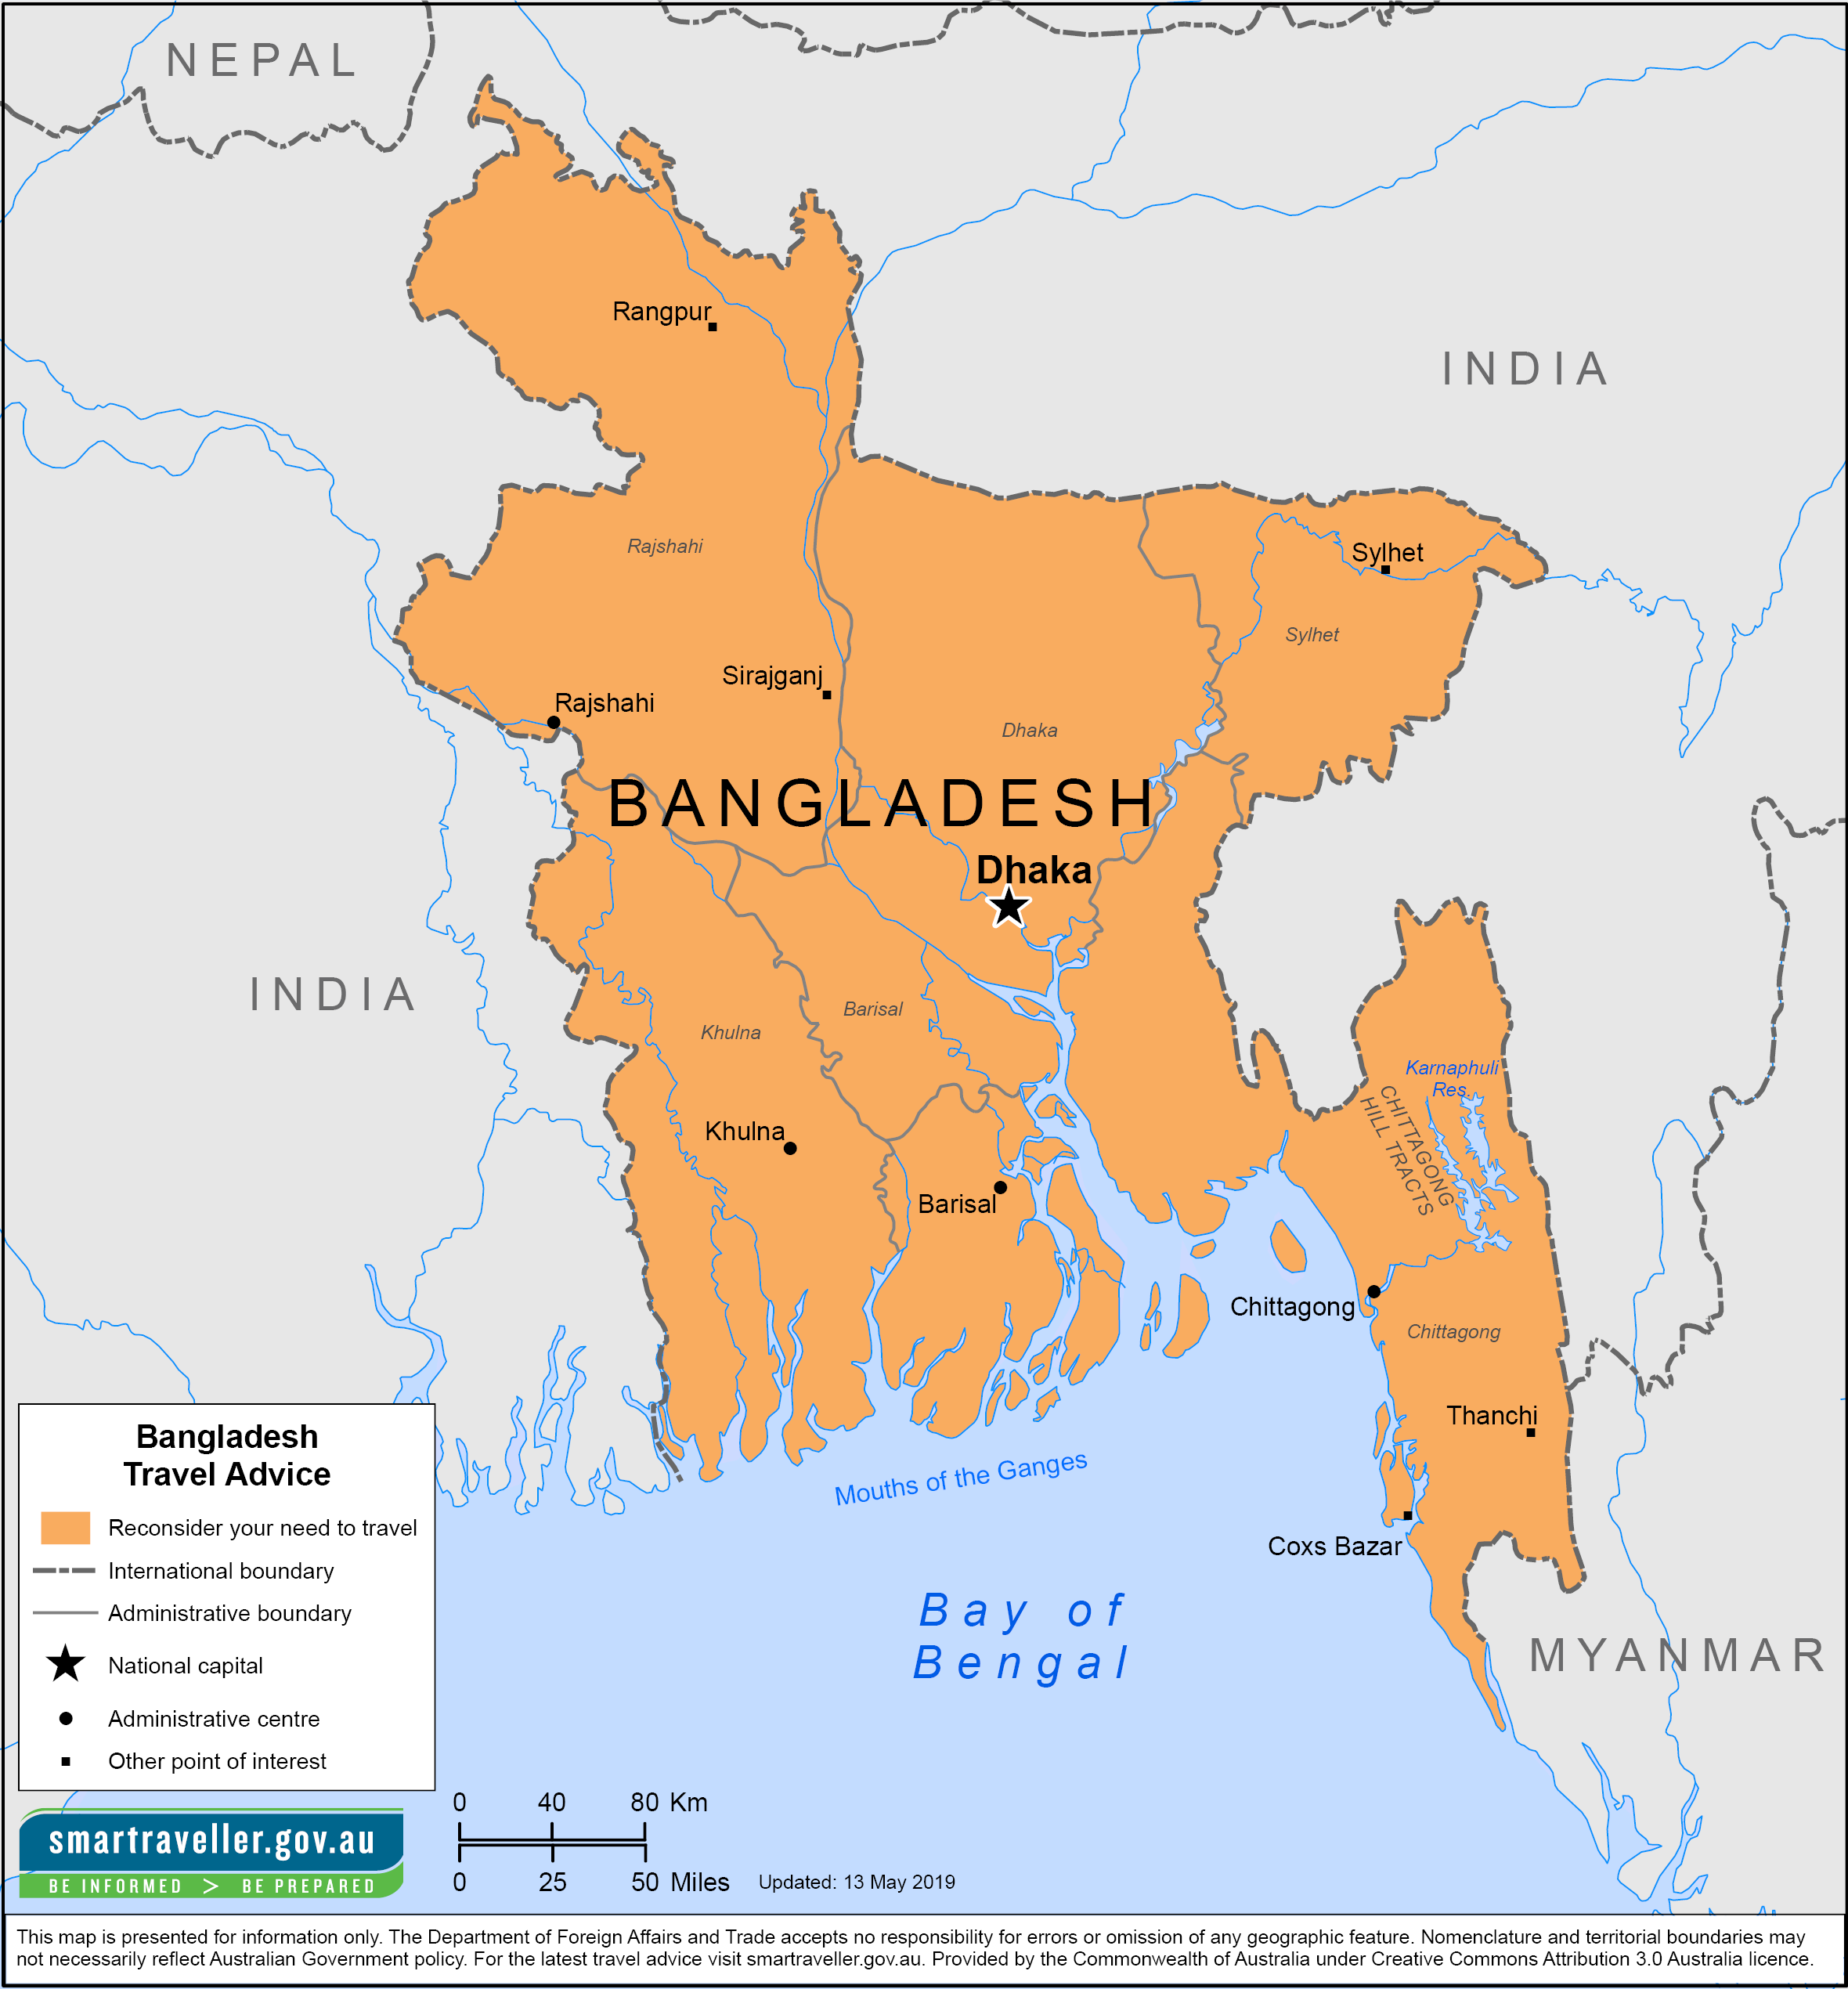 NEPAL
Rangpur
INDIA
Rajshahi
Sylhet
Sylhet
Sirajganj
Rajshahi
Dhaka
BANGLADESH
Dhaka
INDIA
Khulna
Barisal
Karnaphuli
Res.
CHITTAGONG
HILL TRACTS
Khulna
Barisal
Chittagong
Chittagong
Thanchi
Mouths of the Ganges
Coxs Bazar
Bay of
Bengal
MYANMAR
Bangladesh
Travel Advice
Reconsider your need to travel
International boundary
Administrative boundary
National capital
Administrative centre
Other point of interest
smartraveller.gov.au
BE INFORMED > BE PREPARED
0 40 80 Km
0 25 50 Miles
Updated: 13 May 2019
This map is presented for information only. The Department of Foreign Affairs and Trade accepts no responsibility for errors or omission of any geographic feature. Nomenclature and territorial boundaries may
not necessarily reflect Australian Government policy. For the latest travel advice visit smartraveller.gov.au. Provided by the Commonwealth of Australia under Creative Commons Attribution 3.0 Australia licence.